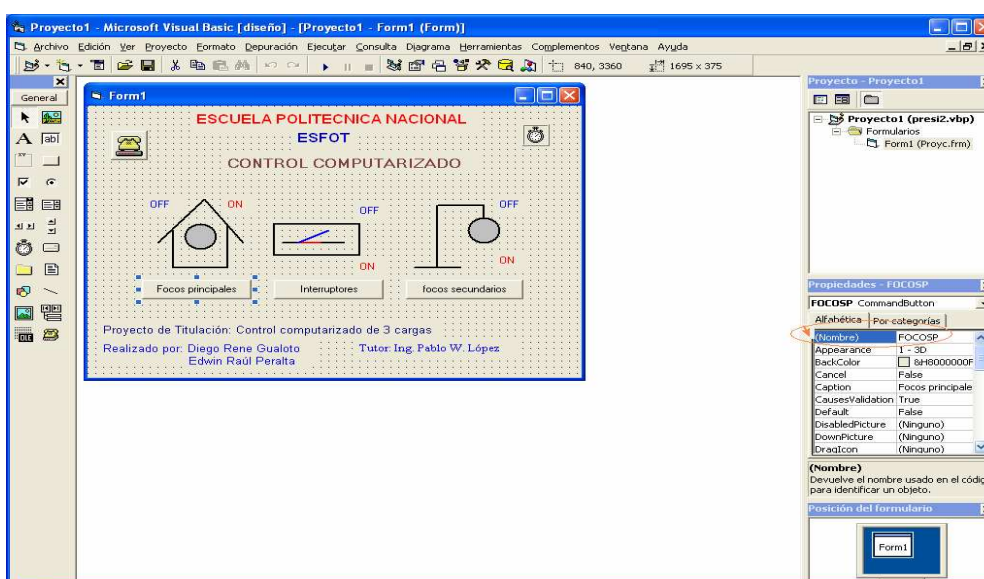 Proyecto1 - Microsoft Visual Basic [diseño] - [Proyecto1 - Form1 (Form)]
Archivo Edición Ver Proyecto Formato Depuración Ejecutar Consulta Diagrama Herramientas Complementos Ventana Ayuda
840, 3360 1695 x 375
General
Form1
ESCUELA POLITECNICA NACIONAL
ESFOT
CONTROL COMPUTARIZADO
OFF ON OFF OFF
ON ON
Focos principales Interruptores focos secundarios
Proyecto de Titulación: Control computarizado de 3 cargas
Realizado por: Diego Rene Gualoto Tutor: Ing. Pablo W. López
Edwin Raúl Peralta
Proyecto - Proyecto1
Proyecto1 (presi2.vbp)
Formularios
Form1 (Proyc.frm)
Propiedades - FOCOSP
FOCOSP CommandButton
Alfabética Por categorías
(Nombre) FOCOSP
Appearance 1 - 3D
BackColor &H8000000F
Cancel False
Caption Focos principale
CausesValidation True
Default False
DisabledPicture (Ninguno)
DownPicture (Ninguno)
DragIcon (Ninguno)
(Nombre)
Devuelve el nombre usado en el códig
para identificar un objeto.
Posición del formulario
Form1